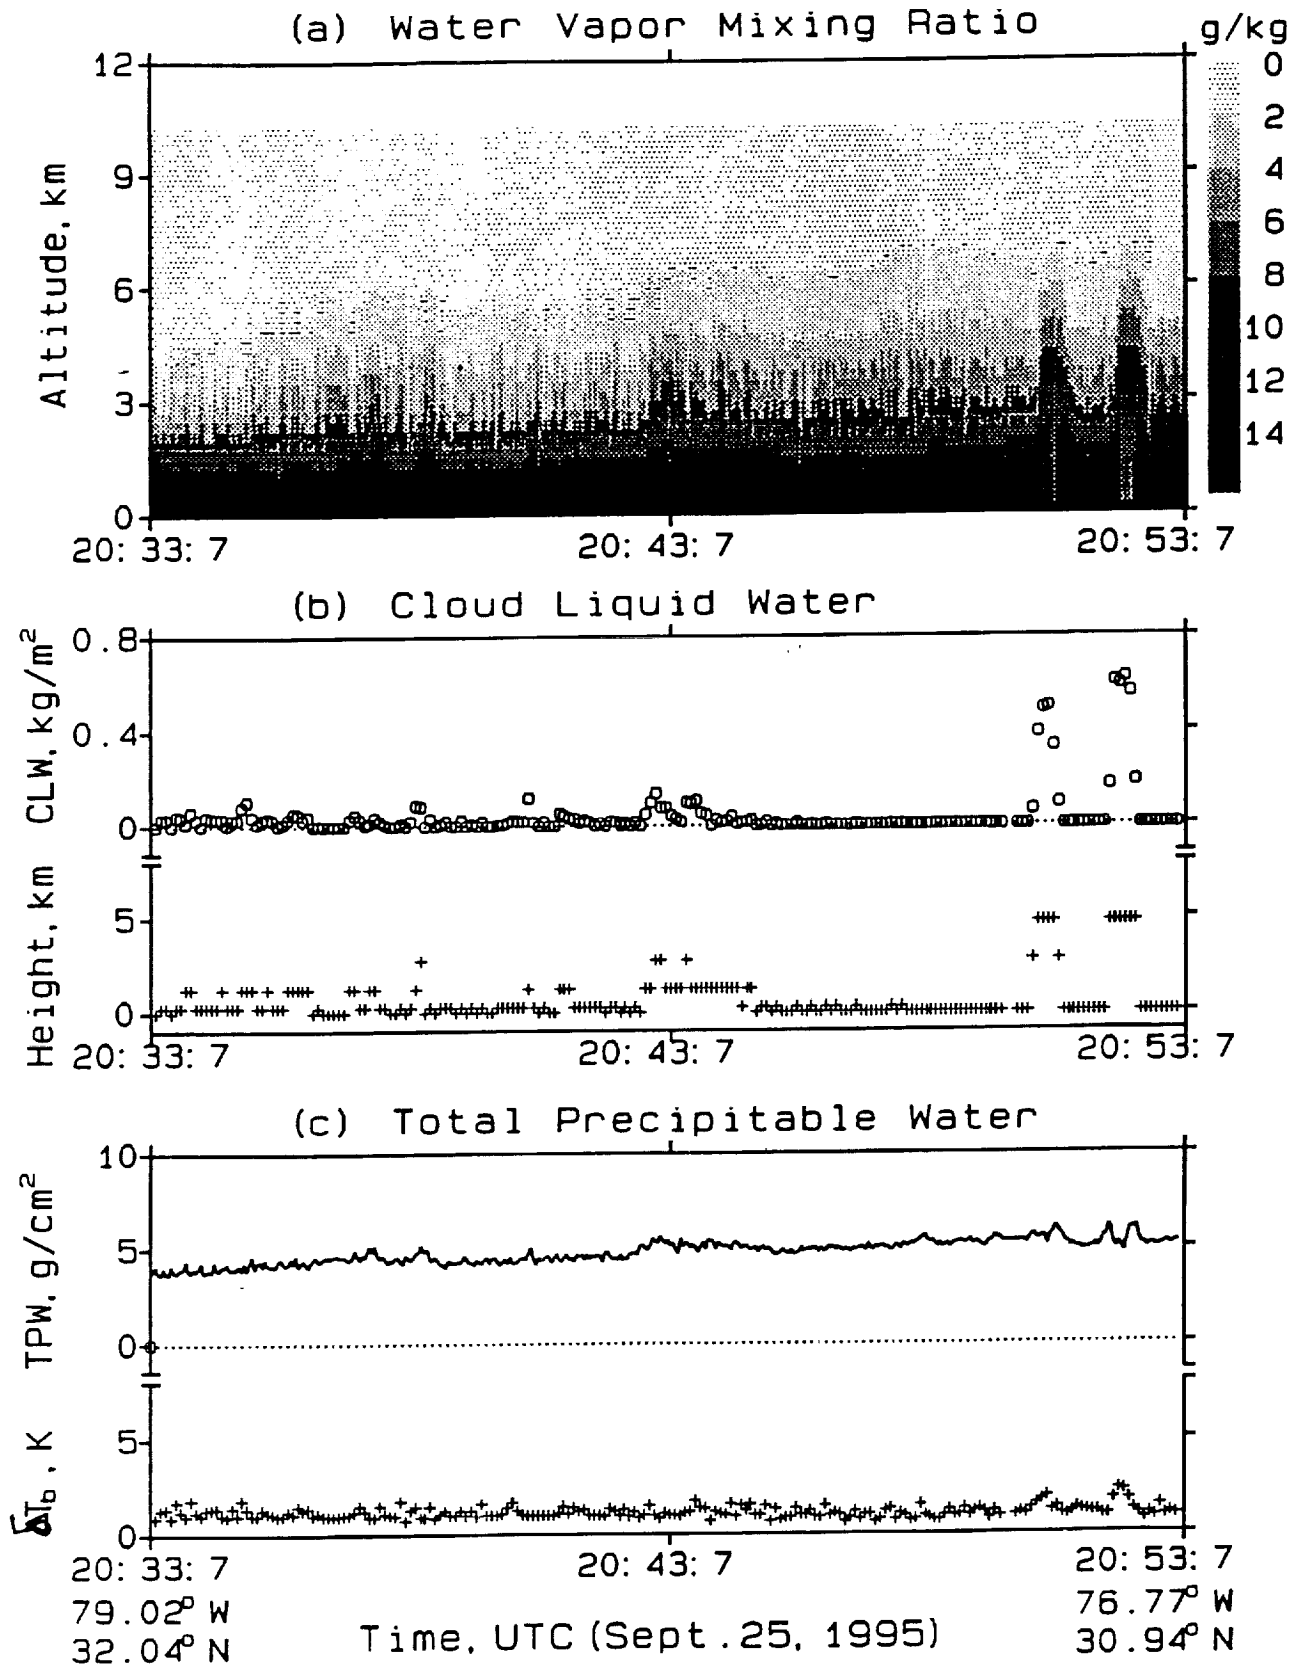 (a) Water Vapor Mixing Ratio
g/kg
12
9
6
3
0
Altitude, km
0
2
4
6
8
10
12
14
20: 33: 7
20: 43: 7
20: 53: 7
(b) Cloud Liquid Water
0.8
0.4
0
CLW, kg/m²
5
0
Height, km
20: 33: 7
20: 43: 7
20: 53: 7
(c) Total Precipitable Water
10
5
0
TPW, g/cm²
5
0
ΔTb, K
20: 33: 7
20: 43: 7
20: 53: 7
79.02° W
76.77° W
32.04° N
Time, UTC (Sept.25, 1995)
30.94° N